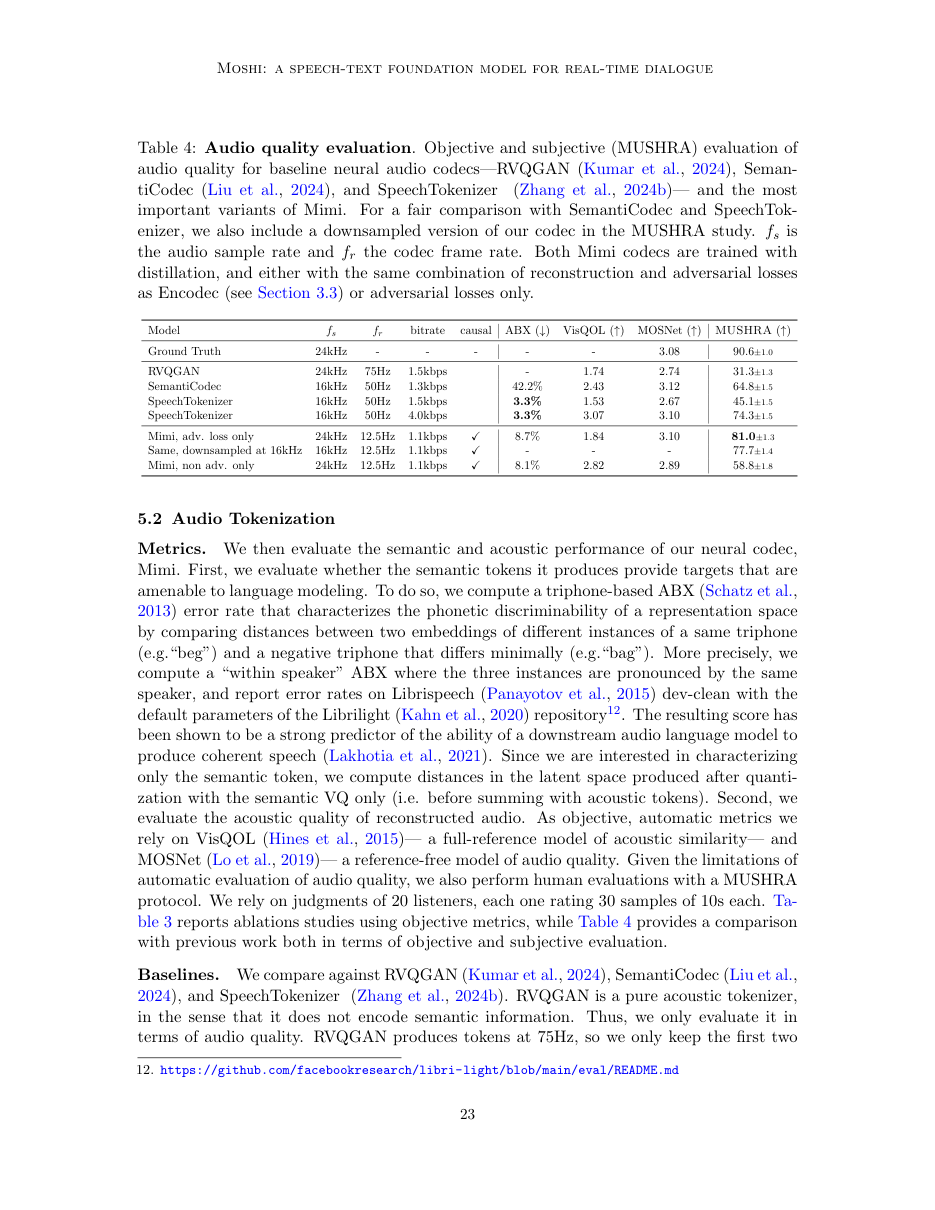 Moshi: a speech-text foundation model for real-time dialogue
Table 4: Audio quality evaluation. Objective and subjective (MUSHRA) evaluation of
audio quality for baseline neural audio codecs—RVQGAN (Kumar et al., 2024), Seman-
tiCodec (Liu et al., 2024), and SpeechTokenizer (Zhang et al., 2024b)— and the most
important variants of Mimi. For a fair comparison with SemantiCodec and SpeechTok-
enizer, we also include a downsampled version of our codec in the MUSHRA study. fs is
the audio sample rate and fr the codec frame rate. Both Mimi codecs are trained with
distillation, and either with the same combination of reconstruction and adversarial losses
as Encodec (see Section 3.3) or adversarial losses only.
Model fs fr bitrate causal ABX (↓) VisQOL (↑) MOSNet (↑) MUSHRA (↑)
Ground Truth 24kHz - - - - - 3.08 90.6±1.0
RVQGAN 24kHz 75Hz 1.5kbps - 1.74 2.74 31.3±1.3
SemantiCodec 16kHz 50Hz 1.3kbps 42.2% 2.43 3.12 64.8±1.5
SpeechTokenizer 16kHz 50Hz 1.5kbps 3.3% 1.53 2.67 45.1±1.5
SpeechTokenizer 16kHz 50Hz 4.0kbps 3.3% 3.07 3.10 74.3±1.5
Mimi, adv. loss only 24kHz 12.5Hz 1.1kbps ✓ 8.7% 1.84 3.10 81.0±1.3
Same, downsampled at 16kHz 16kHz 12.5Hz 1.1kbps ✓ - - - 77.7±1.4
Mimi, non adv. only 24kHz 12.5Hz 1.1kbps ✓ 8.1% 2.82 2.89 58.8±1.8
5.2 Audio Tokenization
Metrics. We then evaluate the semantic and acoustic performance of our neural codec,
Mimi. First, we evaluate whether the semantic tokens it produces provide targets that are
amenable to language modeling. To do so, we compute a triphone-based ABX (Schatz et al.,
2013) error rate that characterizes the phonetic discriminability of a representation space
by comparing distances between two embeddings of different instances of a same triphone
(e.g.“beg”) and a negative triphone that differs minimally (e.g.“bag”). More precisely, we
compute a “within speaker” ABX where the three instances are pronounced by the same
speaker, and report error rates on Librispeech (Panayotov et al., 2015) dev-clean with the
default parameters of the Librilight (Kahn et al., 2020) repository12. The resulting score has
been shown to be a strong predictor of the ability of a downstream audio language model to
produce coherent speech (Lakhotia et al., 2021). Since we are interested in characterizing
only the semantic token, we compute distances in the latent space produced after quanti-
zation with the semantic VQ only (i.e. before summing with acoustic tokens). Second, we
evaluate the acoustic quality of reconstructed audio. As objective, automatic metrics we
rely on VisQOL (Hines et al., 2015)— a full-reference model of acoustic similarity— and
MOSNet (Lo et al., 2019)— a reference-free model of audio quality. Given the limitations of
automatic evaluation of audio quality, we also perform human evaluations with a MUSHRA
protocol. We rely on judgments of 20 listeners, each one rating 30 samples of 10s each. Ta-
ble 3 reports ablations studies using objective metrics, while Table 4 provides a comparison
with previous work both in terms of objective and subjective evaluation.
Baselines. We compare against RVQGAN (Kumar et al., 2024), SemantiCodec (Liu et al.,
2024), and SpeechTokenizer (Zhang et al., 2024b). RVQGAN is a pure acoustic tokenizer,
in the sense that it does not encode semantic information. Thus, we only evaluate it in
terms of audio quality. RVQGAN produces tokens at 75Hz, so we only keep the first two
12. https://github.com/facebookresearch/libri-light/blob/main/eval/README.md
23